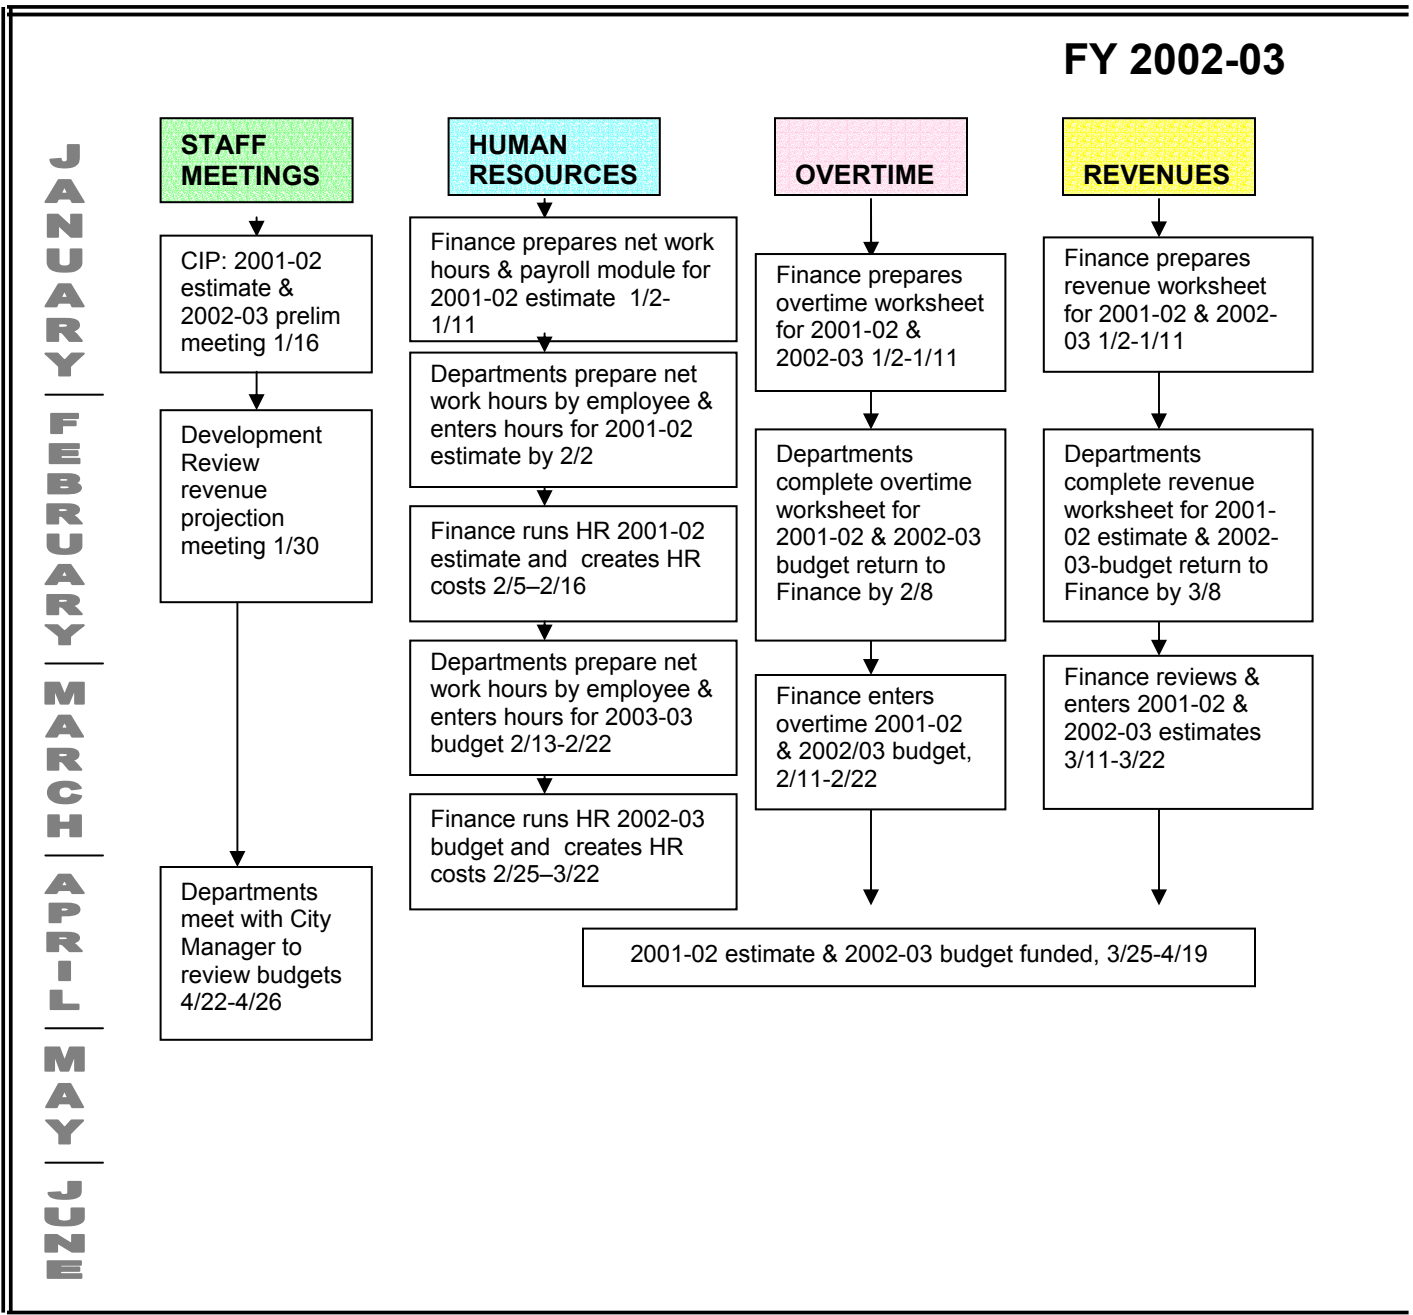 FY 2002-03
JANUARY
FEBRUARY
MARCH
APRIL
MAY
JUNE
STAFF
MEETINGS
CIP: 2001-02
estimate &
2002-03 prelim
meeting 1/16
Development
Review
revenue
projection
meeting 1/30
Departments
meet with City
Manager to
review budgets
4/22-4/26
HUMAN
RESOURCES
Finance prepares net work
hours & payroll module for
2001-02 estimate  1/2-
1/11
Departments prepare net
work hours by employee &
enters hours for 2001-02
estimate by 2/2
Finance runs HR 2001-02
estimate and  creates HR
costs 2/5–2/16
Departments prepare net
work hours by employee &
enters hours for 2003-03
budget 2/13-2/22
Finance runs HR 2002-03
budget and  creates HR
costs 2/25–3/22
OVERTIME
Finance prepares
overtime worksheet
for 2001-02 &
2002-03 1/2-1/11
Departments
complete overtime
worksheet for
2001-02 & 2002-03
budget return to
Finance by 2/8
Finance enters
overtime 2001-02
& 2002/03 budget,
2/11-2/22
REVENUES
Finance prepares
revenue worksheet
for 2001-02 & 2002-
03 1/2-1/11
Departments
complete revenue
worksheet for 2001-
02 estimate & 2002-
03-budget return to
Finance by 3/8
Finance reviews &
enters 2001-02 &
2002-03 estimates
3/11-3/22
2001-02 estimate & 2002-03 budget funded, 3/25-4/19